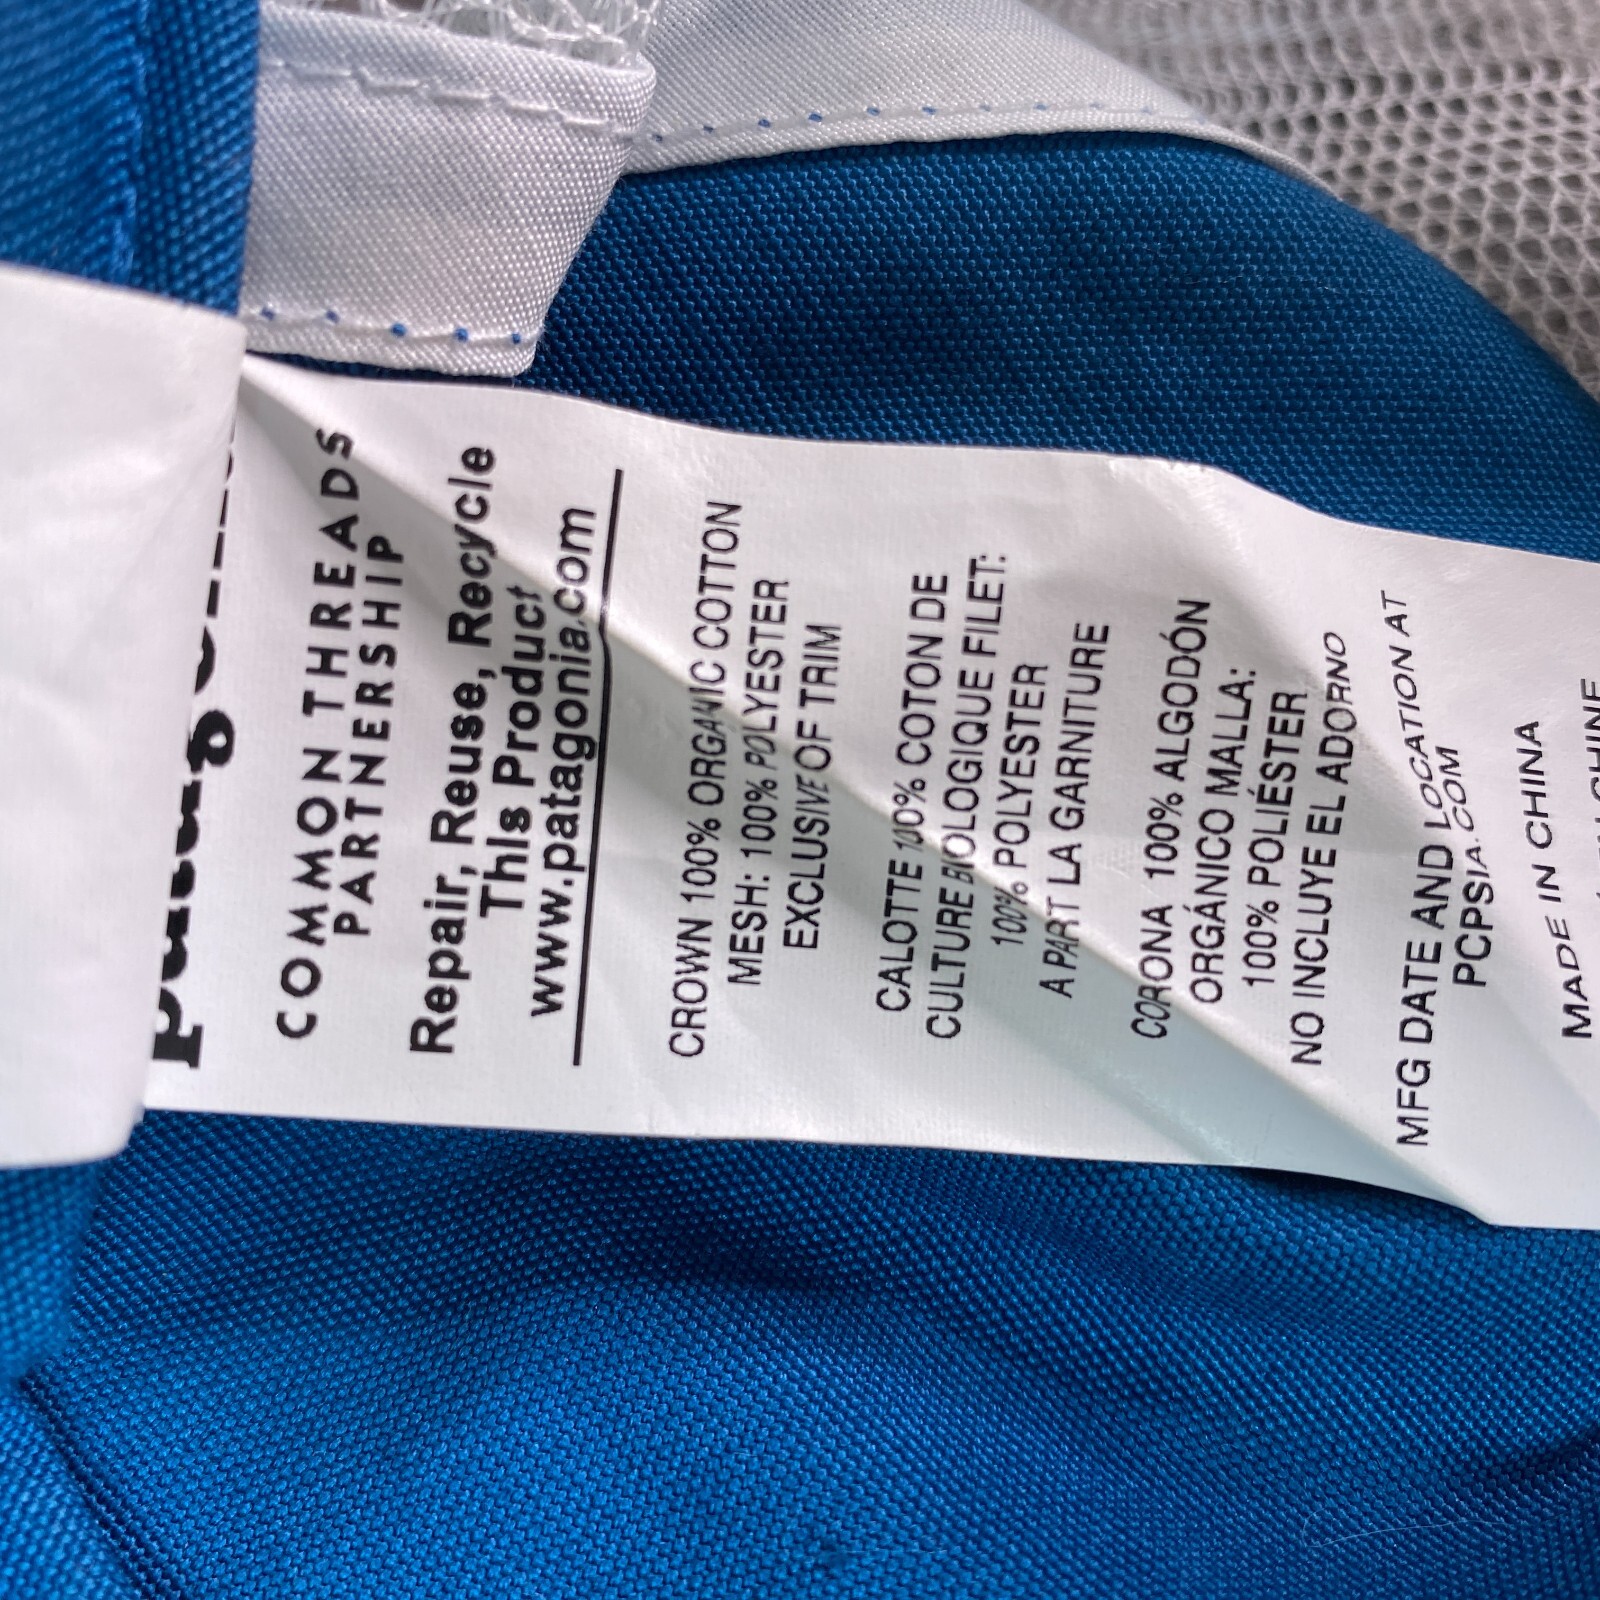 COMMON THREADS
PARTNERSHIP
Repair, Reuse, Recycle
This Product
www.patagonia.com
CROWN 100% ORGANIC COTTON
MESH: 100% POLYESTER
EXCLUSIVE OF TRIM
CALOTTE 100% COTON DE
CULTURE BIOLOGIQUE FILET:
100% POLYESTER
A PART LA GARNITURE
CORONA 100% ALGODÓN
ORGÁNICO MALLA:
100% POLIÉSTER
NO INCLUYE EL ADORNO
MFG DATE AND LOCATION AT
PCPSIA.COM
MADE IN CHINA
CHINE